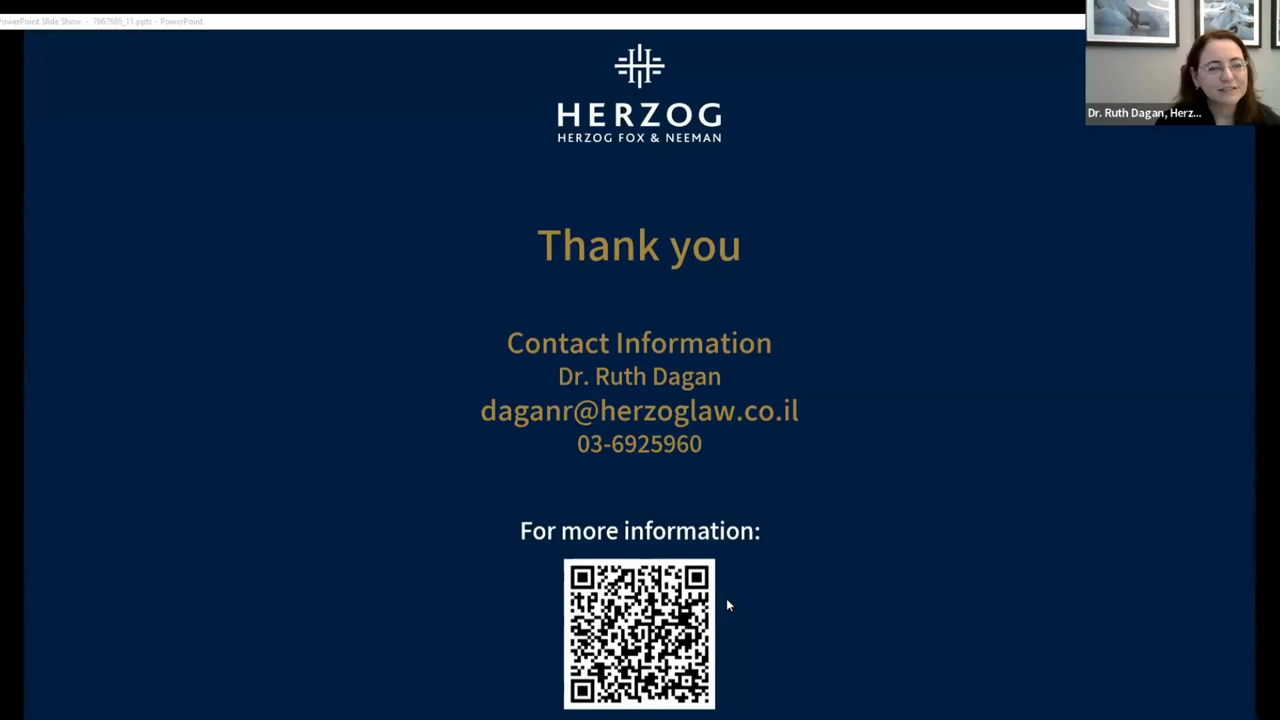 PowerPoint Slide Show - 7667686_11.pptx - PowerPoint
HERZOG
HERZOG FOX & NEEMAN
Dr. Ruth Dagan, Herz...
Thank you
Contact Information
Dr. Ruth Dagan
daganr@herzoglaw.co.il
03-6925960
For more information: